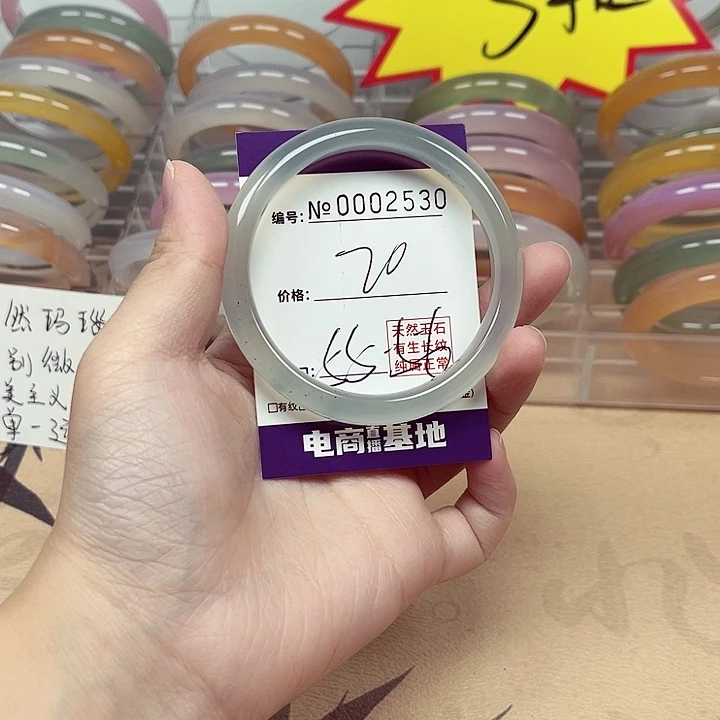 编号: №0002530
价格: 20
55-
天然玉石
有生长纹
纯属正常
□有纹
电商直播基地
然玛瑙
别微
美主义
单一